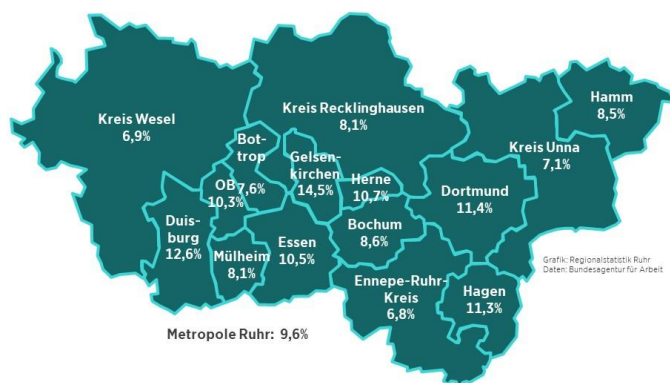 Kreis Wesel
6,9%
Kreis Recklinghausen
8,1%
Hamm
8,5%
Kreis Unna
7,1%
Bot-
trop
7,6%
Gelsen-
kirchen
14,5%
Herne
10,7%
OB
10,3%
Dortmund
11,4%
Duis-
burg
12,6%
Mülheim
8,1%
Essen
10,5%
Bochum
8,6%
Ennepe-Ruhr-
Kreis
6,8%
Hagen
11,3%
Grafik: Regionalstatistik Ruhr
Daten: Bundesagentur für Arbeit
Metropole Ruhr: 9,6%